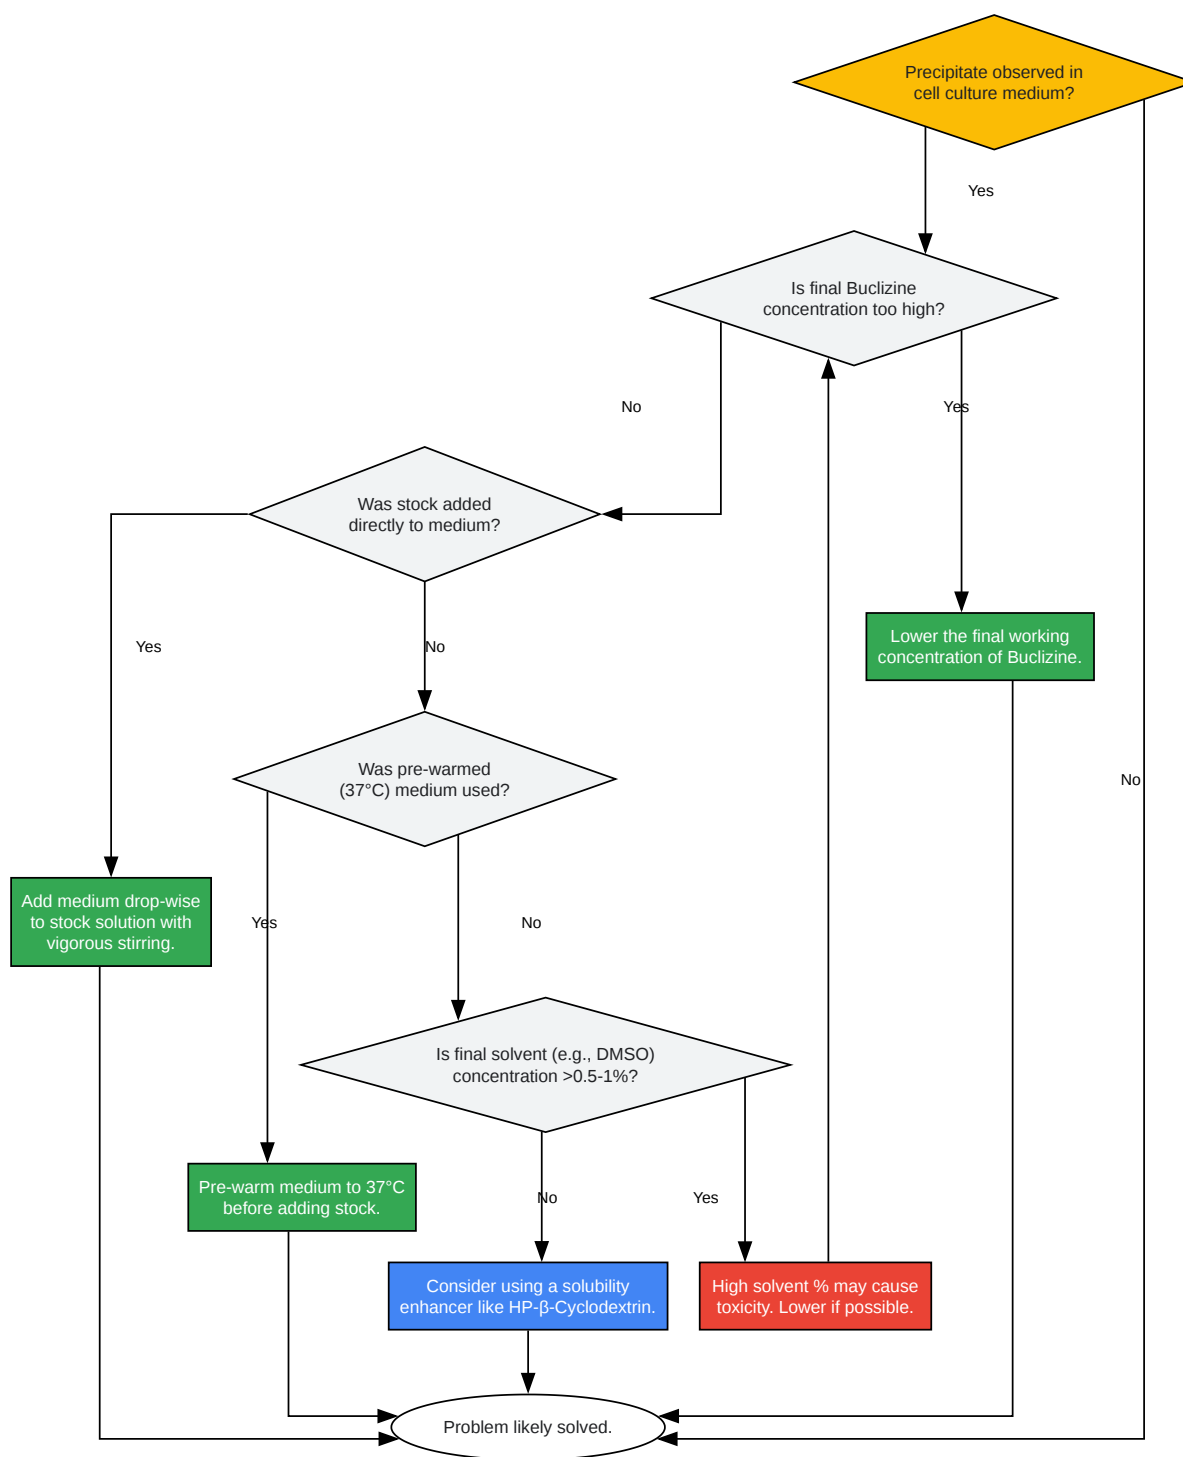 Precipitate observed in
cell culture medium?
Yes
Is final Buclizine
concentration too high?
No
Yes
Was stock added
directly to medium?
Yes
No
Lower the final working
concentration of Buclizine.
Was pre-warmed
(37°C) medium used?
No
Add medium drop-wise
to stock solution with
vigorous stirring.
Yes
No
Is final solvent (e.g., DMSO)
concentration >0.5-1%?
Pre-warm medium to 37°C
before adding stock.
No
Yes
Consider using a solubility
enhancer like HP-β-Cyclodextrin.
High solvent % may cause
toxicity. Lower if possible.
Problem likely solved.